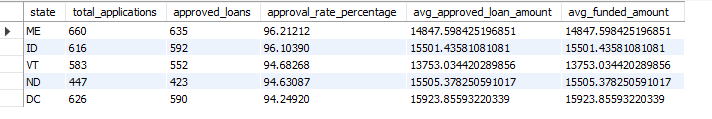 state total_applications approved_loans approval_rate_percentage avg_approved_loan_amount avg_funded_amount
ME 660 635 96.21212 14847.598425196851 14847.598425196851
ID 616 592 96.10390 15501.43581081081 15501.43581081081
VT 583 552 94.68268 13753.034420289856 13753.034420289856
ND 447 423 94.63087 15505.378250591017 15505.378250591017
DC 626 590 94.24920 15923.85593220339 15923.85593220339